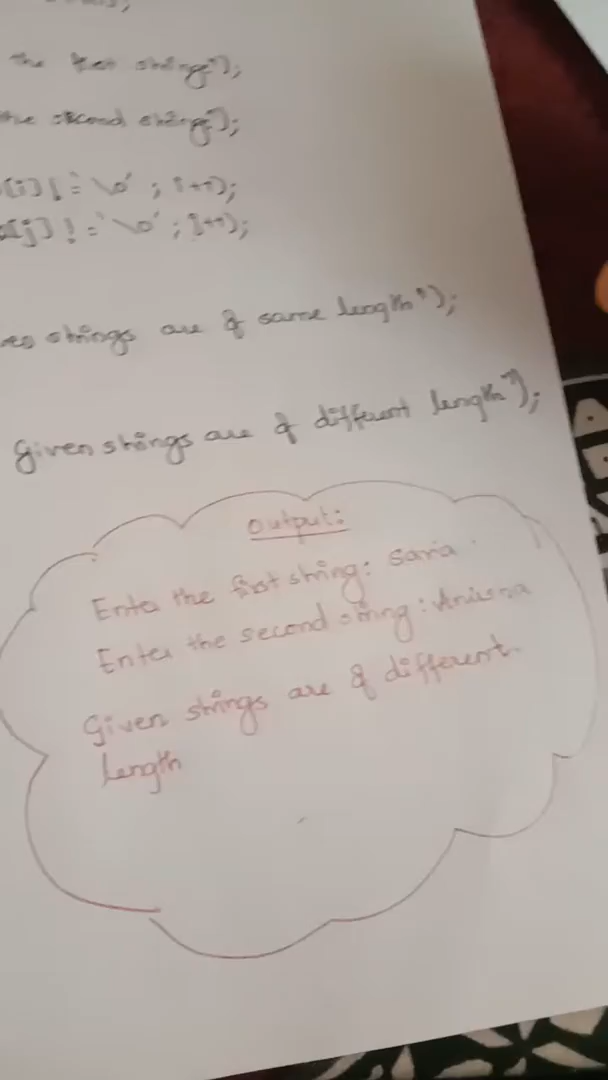 the first string");
the second string");
[i]!='\0' ; i++);
[j]!='\0' ; j++);
strings are of same length");
Given strings are of different length");
output:
Enter the first string: Saria
Enter the second string:
Given strings are of different
length